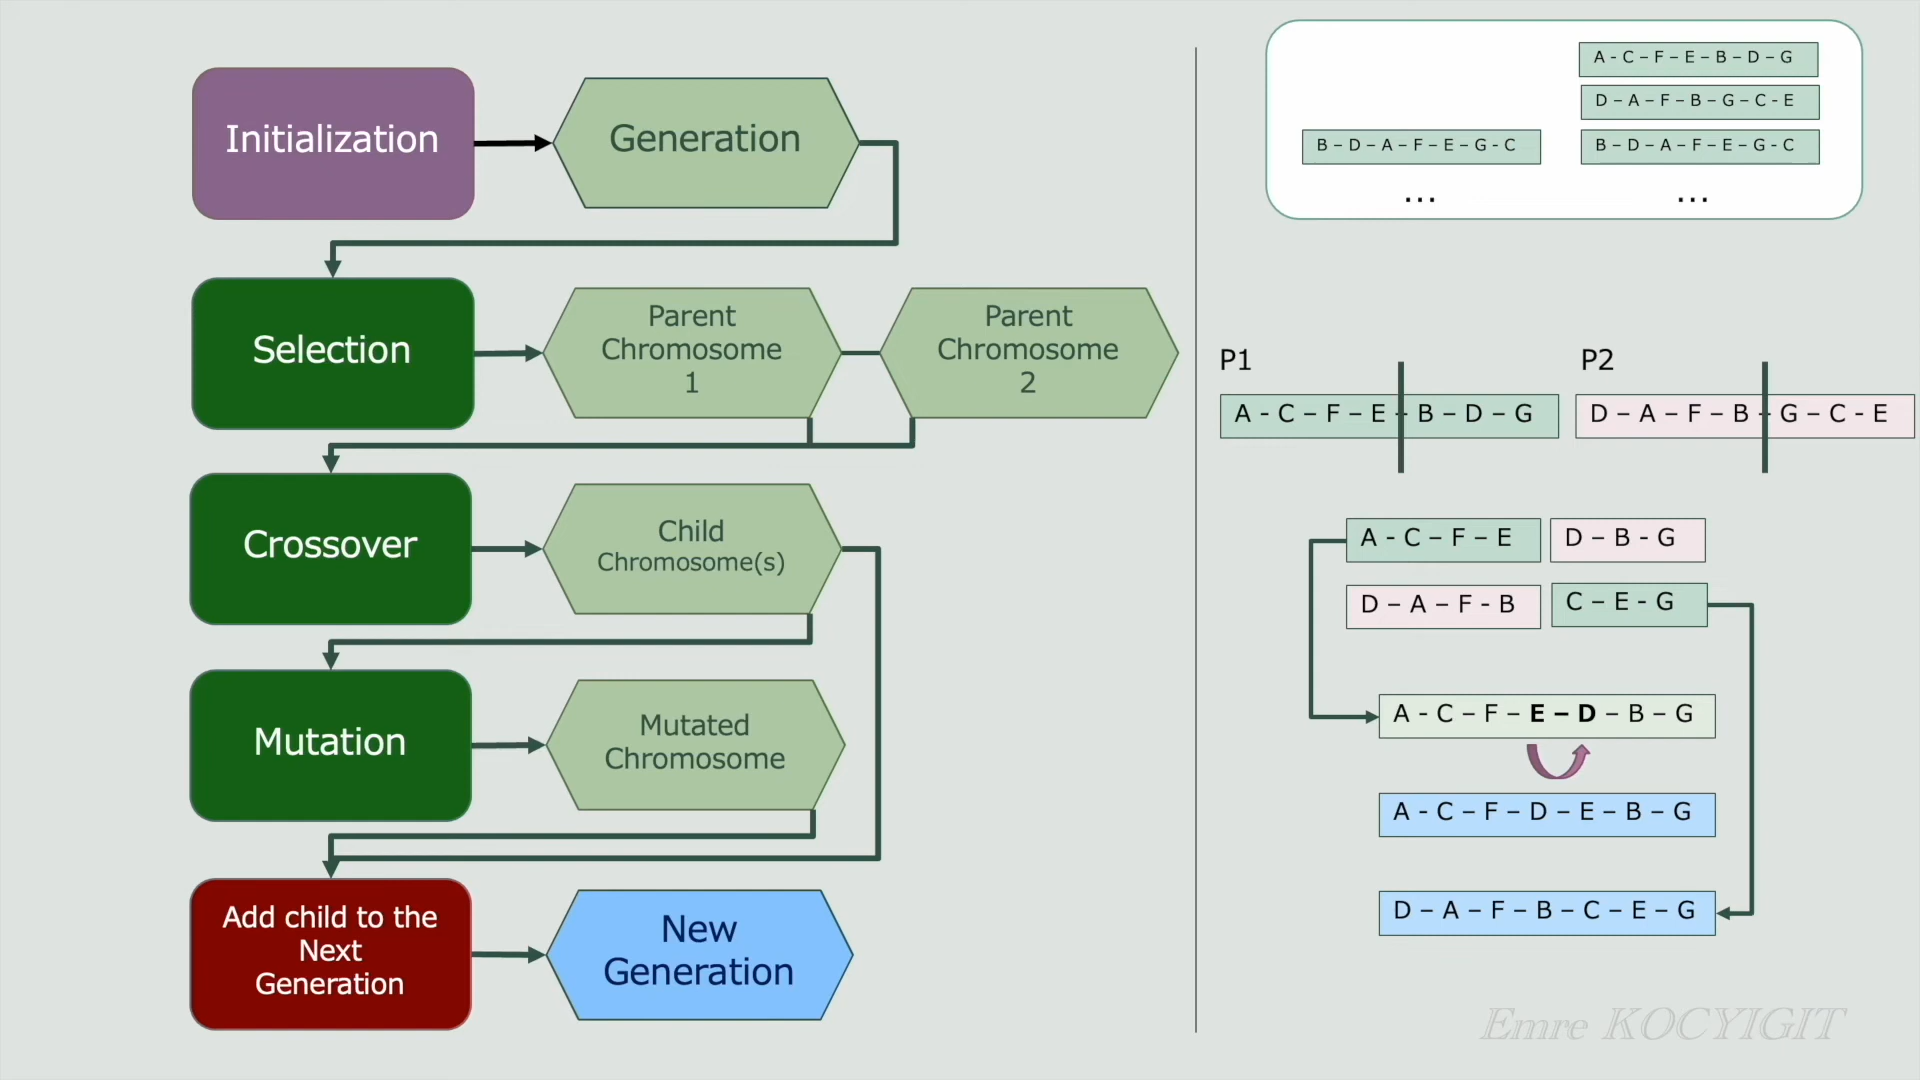 Initialization
Generation
Selection
Parent
Chromosome
1
Parent
Chromosome
2
Crossover
Child
Chromosome(s)
Mutation
Mutated
Chromosome
Add child to the
Next
Generation
New
Generation
A - C – F – E – B – D – G
D – A – F – B – G – C - E
B – D – A – F – E – G - C
B – D – A – F – E – G - C
...
...
P1
P2
A - C – F – E – B – D – G
D – A – F – B – G – C - E
A - C – F – E
D – B - G
D – A – F - B
C – E - G
A - C – F – E – D – B – G
A - C – F – D – E – B – G
D – A – F – B – C – E – G
Emre KOCYIGIT